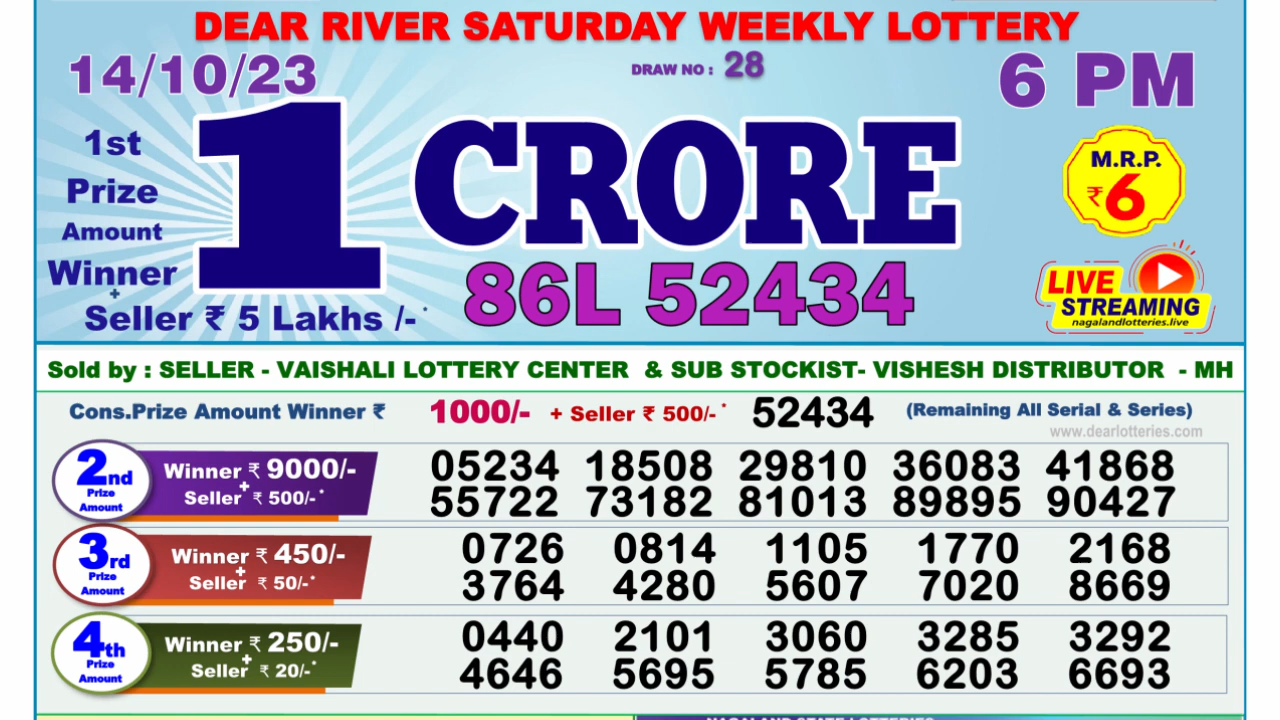 DEAR RIVER SATURDAY WEEKLY LOTTERY
14/10/23
DRAW NO : 28
6 PM
1st
Prize
Amount
Winner
+
Seller ₹ 5 Lakhs /-*
1 CRORE
86L 52434
M.R.P.
₹6
LIVE
STREAMING
nagalandlotteries.live
Sold by : SELLER - VAISHALI LOTTERY CENTER & SUB STOCKIST- VISHESH DISTRIBUTOR - MH
Cons.Prize Amount Winner ₹ 1000/- + Seller ₹ 500/-* 52434 (Remaining All Serial & Series)
www.dearlotteries.com
2nd
Prize
Amount
Winner ₹ 9000/-
+
Seller ₹ 500/-*
05234 18508 29810 36083 41868
55722 73182 81013 89895 90427
3rd
Prize
Amount
Winner ₹ 450/-
+
Seller ₹ 50/-*
0726 0814 1105 1770 2168
3764 4280 5607 7020 8669
4th
Prize
Amount
Winner ₹ 250/-
+
Seller ₹ 20/-*
0440 2101 3060 3285 3292
4646 5695 5785 6203 6693
NAGALAND STATE LOTTERIES